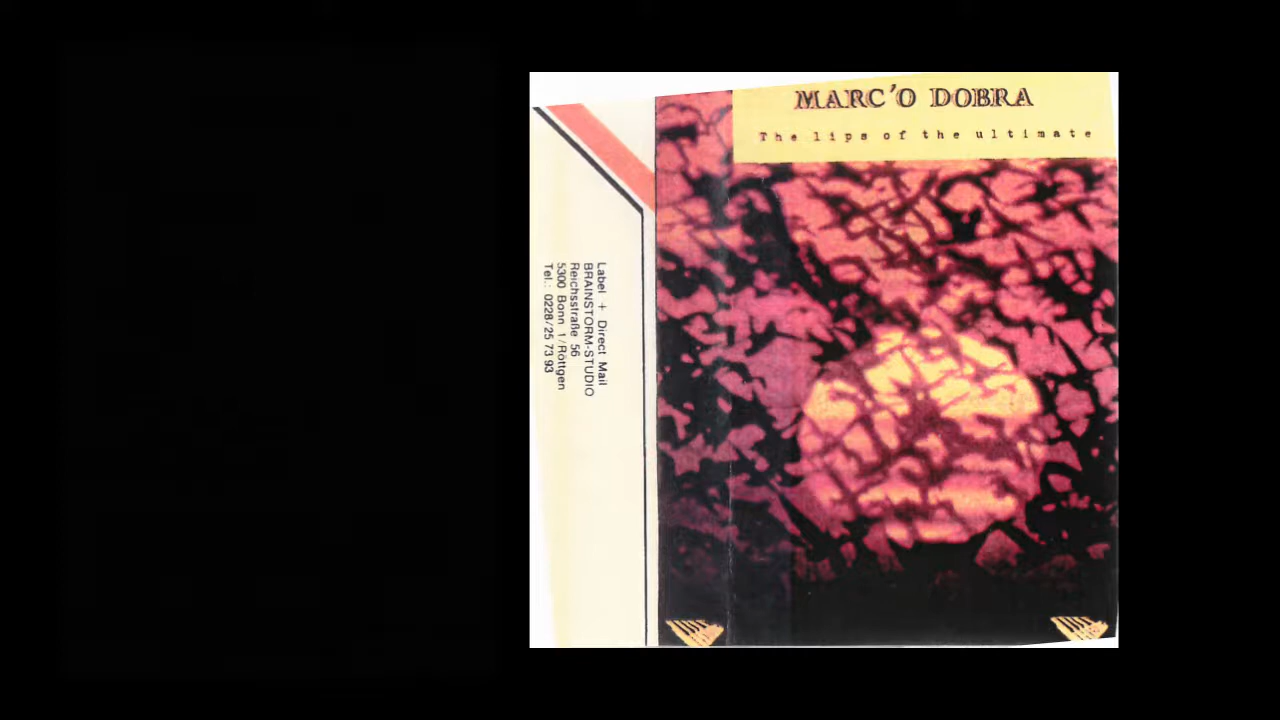 MARC'O DOBRA
The lips of the ultimate
Label + Direct Mail
BRAINSTORM-STUDIO
Reichsstraße 56
5300 Bonn 1/Röttgen
Tel.: 0228/25 73 93